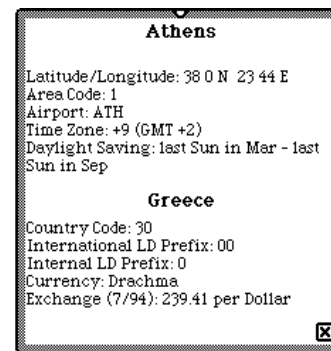 Athens
Latitude/Longitude: 38 0 N  23 44 E
Area Code: 1
Airport: ATH
Time Zone: +9 (GMT +2)
Daylight Saving: last Sun in Mar - last
Sun in Sep
Greece
Country Code: 30
International LD Prefix: 00
Internal LD Prefix: 0
Currency: Drachma
Exchange (7/94): 239.41 per Dollar